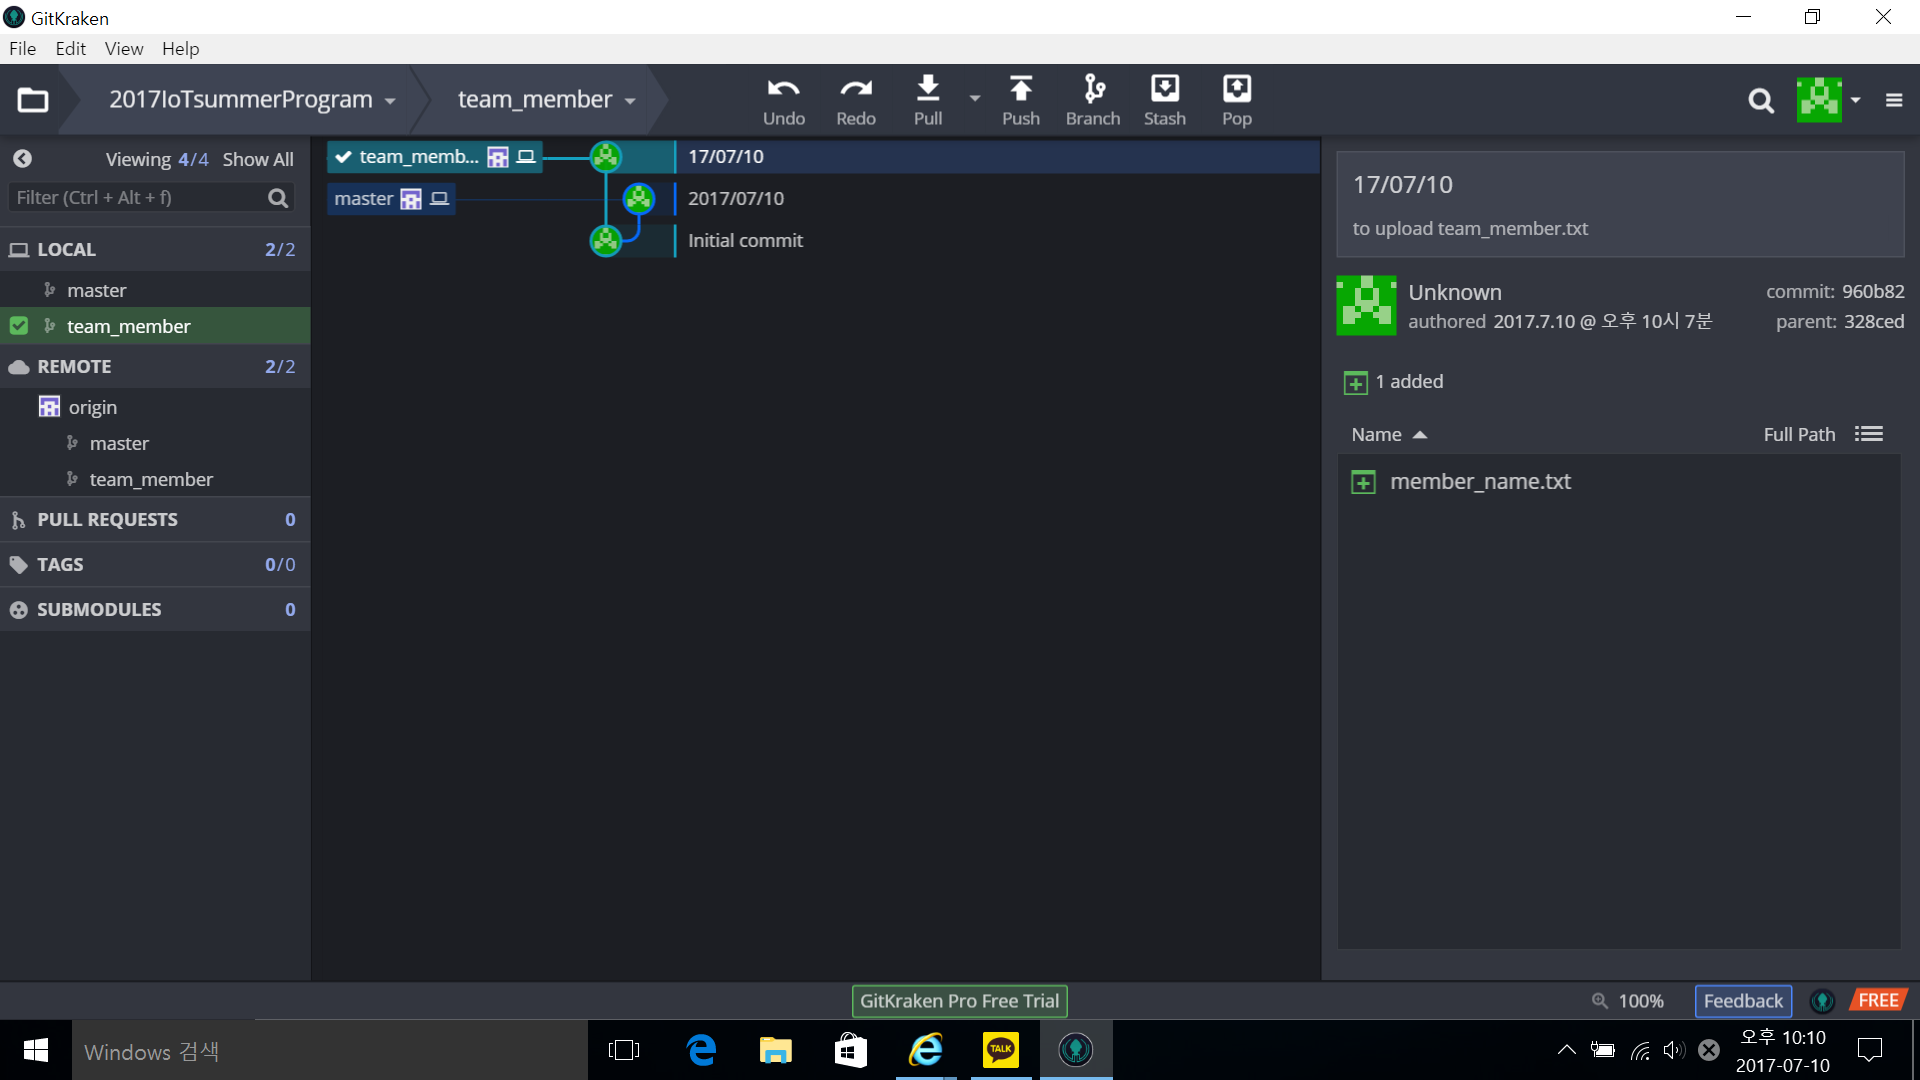 GitKraken
File Edit View Help
2017IoTsummerProgram team_member Undo Redo Pull Push Branch Stash Pop
Viewing 4/4 Show All
Filter (Ctrl + Alt + f)
LOCAL 2/2
master
team_member
REMOTE 2/2
origin
master
team_member
PULL REQUESTS 0
TAGS 0/0
SUBMODULES 0
team_memb... 17/07/10
master 2017/07/10
Initial commit
17/07/10
to upload team_member.txt
Unknown commit: 960b82
authored 2017.7.10 @ 오후 10시 7분 parent: 328ced
1 added
Name Full Path
member_name.txt
GitKraken Pro Free Trial 100% Feedback FREE
Windows 검색
TALK
오후 10:10
2017-07-10